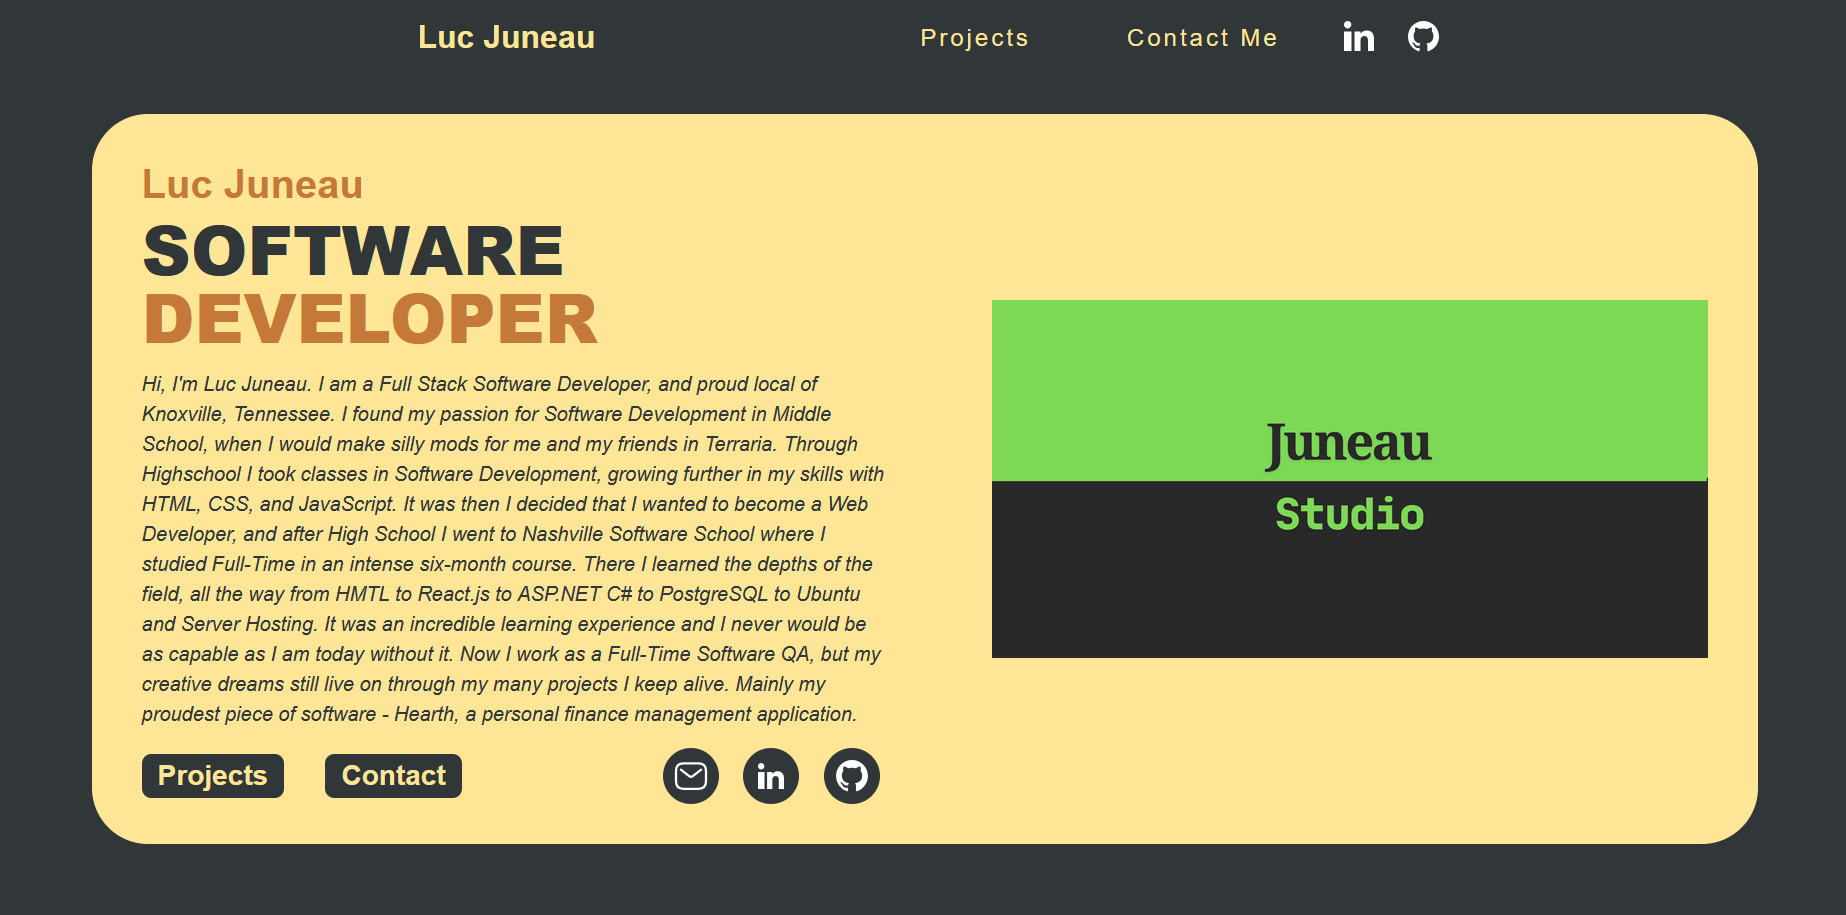 Luc Juneau
Projects
Contact Me
Luc Juneau
SOFTWARE
DEVELOPER
Hi, I'm Luc Juneau. I am a Full Stack Software Developer, and proud local of
Knoxville, Tennessee. I found my passion for Software Development in Middle
School, when I would make silly mods for me and my friends in Terraria. Through
Highschool I took classes in Software Development, growing further in my skills with
HTML, CSS, and JavaScript. It was then I decided that I wanted to become a Web
Developer, and after High School I went to Nashville Software School where I
studied Full-Time in an intense six-month course. There I learned the depths of the
field, all the way from HMTL to React.js to ASP.NET C# to PostgreSQL to Ubuntu
and Server Hosting. It was an incredible learning experience and I never would be
as capable as I am today without it. Now I work as a Full-Time Software QA, but my
creative dreams still live on through my many projects I keep alive. Mainly my
proudest piece of software - Hearth, a personal finance management application.
Projects
Contact
Juneau
Studio